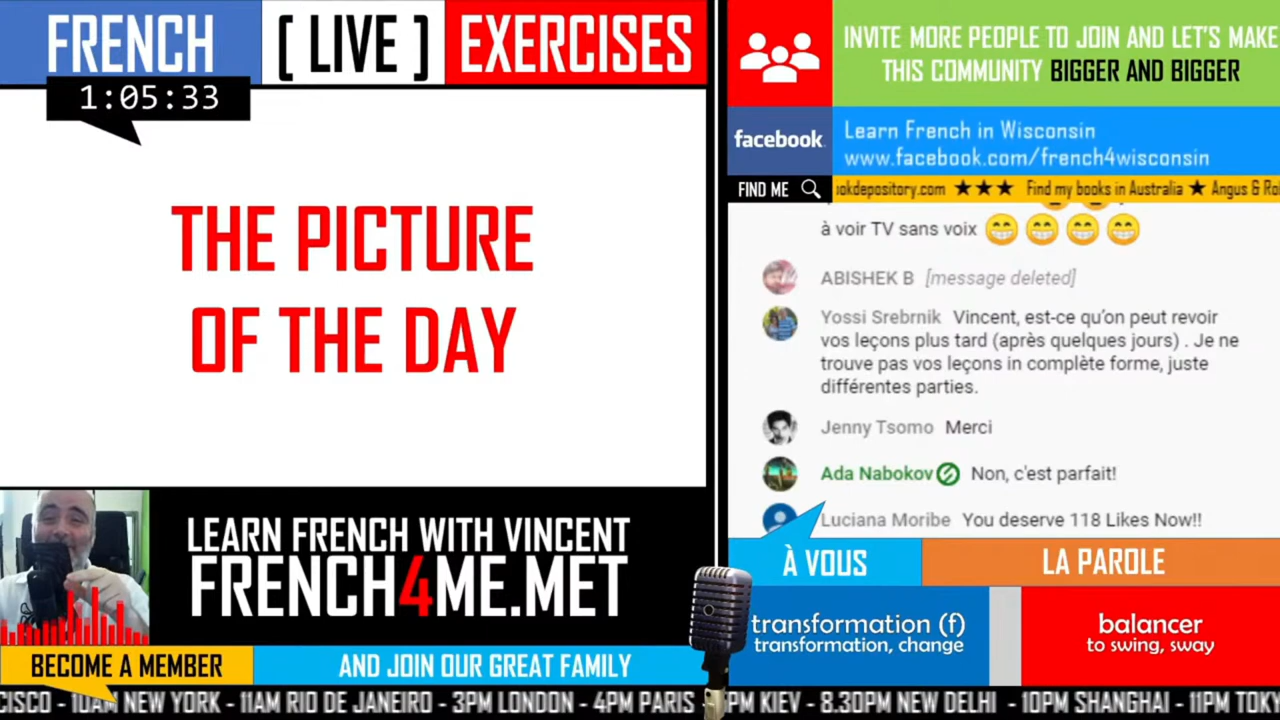 FRENCH
[ LIVE ]
EXERCISES
1:05:33
THE PICTURE
OF THE DAY
LEARN FRENCH WITH VINCENT
FRENCH4ME.MET
BECOME A MEMBER
AND JOIN OUR GREAT FAMILY
INVITE MORE PEOPLE TO JOIN AND LET'S MAKE
THIS COMMUNITY BIGGER AND BIGGER
facebook.
Learn French in Wisconsin
www.facebook.com/french4wisconsin
FIND ME
okdepository.com ★★★ Find my books in Australia ★ Angus & Ro
à voir TV sans voix 😁 😁 😁 😁
ABISHEK B [message deleted]
Yossi Srebrnik Vincent, est-ce qu'on peut revoir
vos leçons plus tard (après quelques jours) . Je ne
trouve pas vos leçons in complète forme, juste
différentes parties.
Jenny Tsomo Merci
Ada Nabokov Non, c'est parfait!
Luciana Moribe You deserve 118 Likes Now!!
À VOUS
LA PAROLE
transformation (f)
transformation, change
balancer
to swing, sway
CISCO - 10AM NEW YORK - 11AM RIO DE JANEIRO - 3PM LONDON - 4PM PARIS - PM KIEV - 8.30PM NEW DELHI - 10PM SHANGHAI - 11PM TOKY